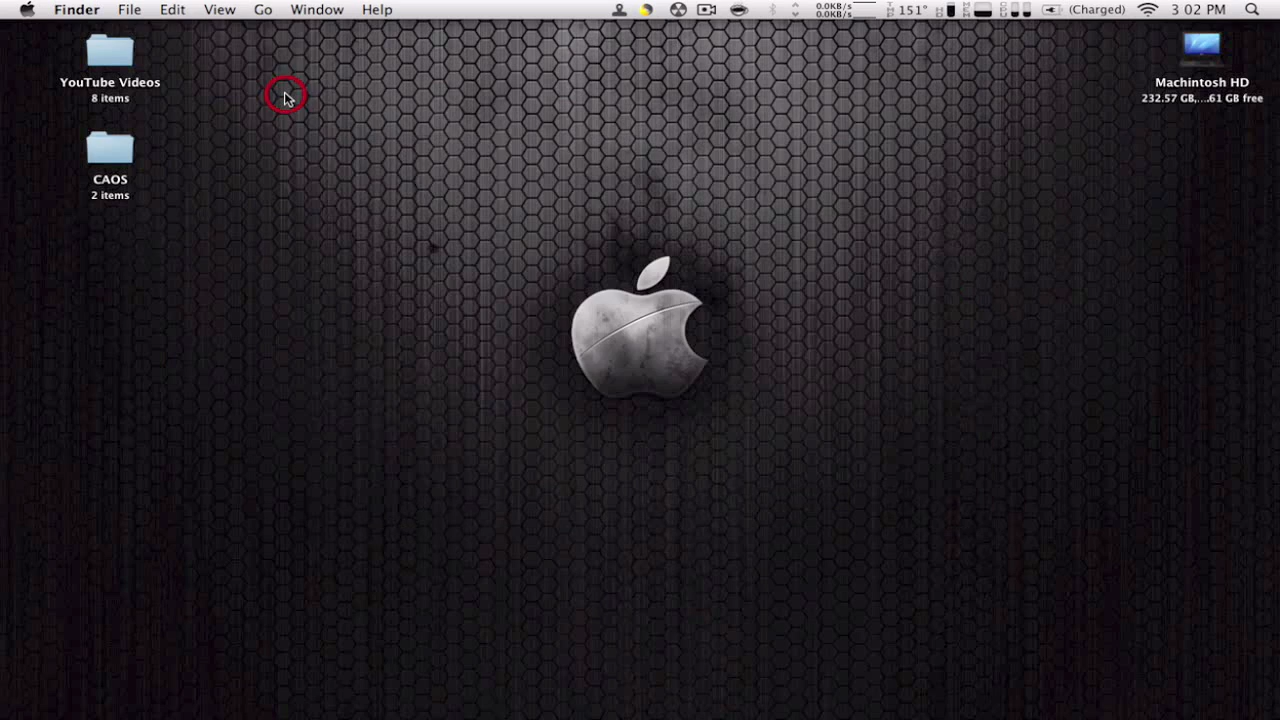 Finder File Edit View Go Window Help 0.0KB/s 151° (Charged) 3 02 PM
0.0KB/s
YouTube Videos
8 items
Machintosh HD
232.57 GB,....61 GB free
CAOS
2 items